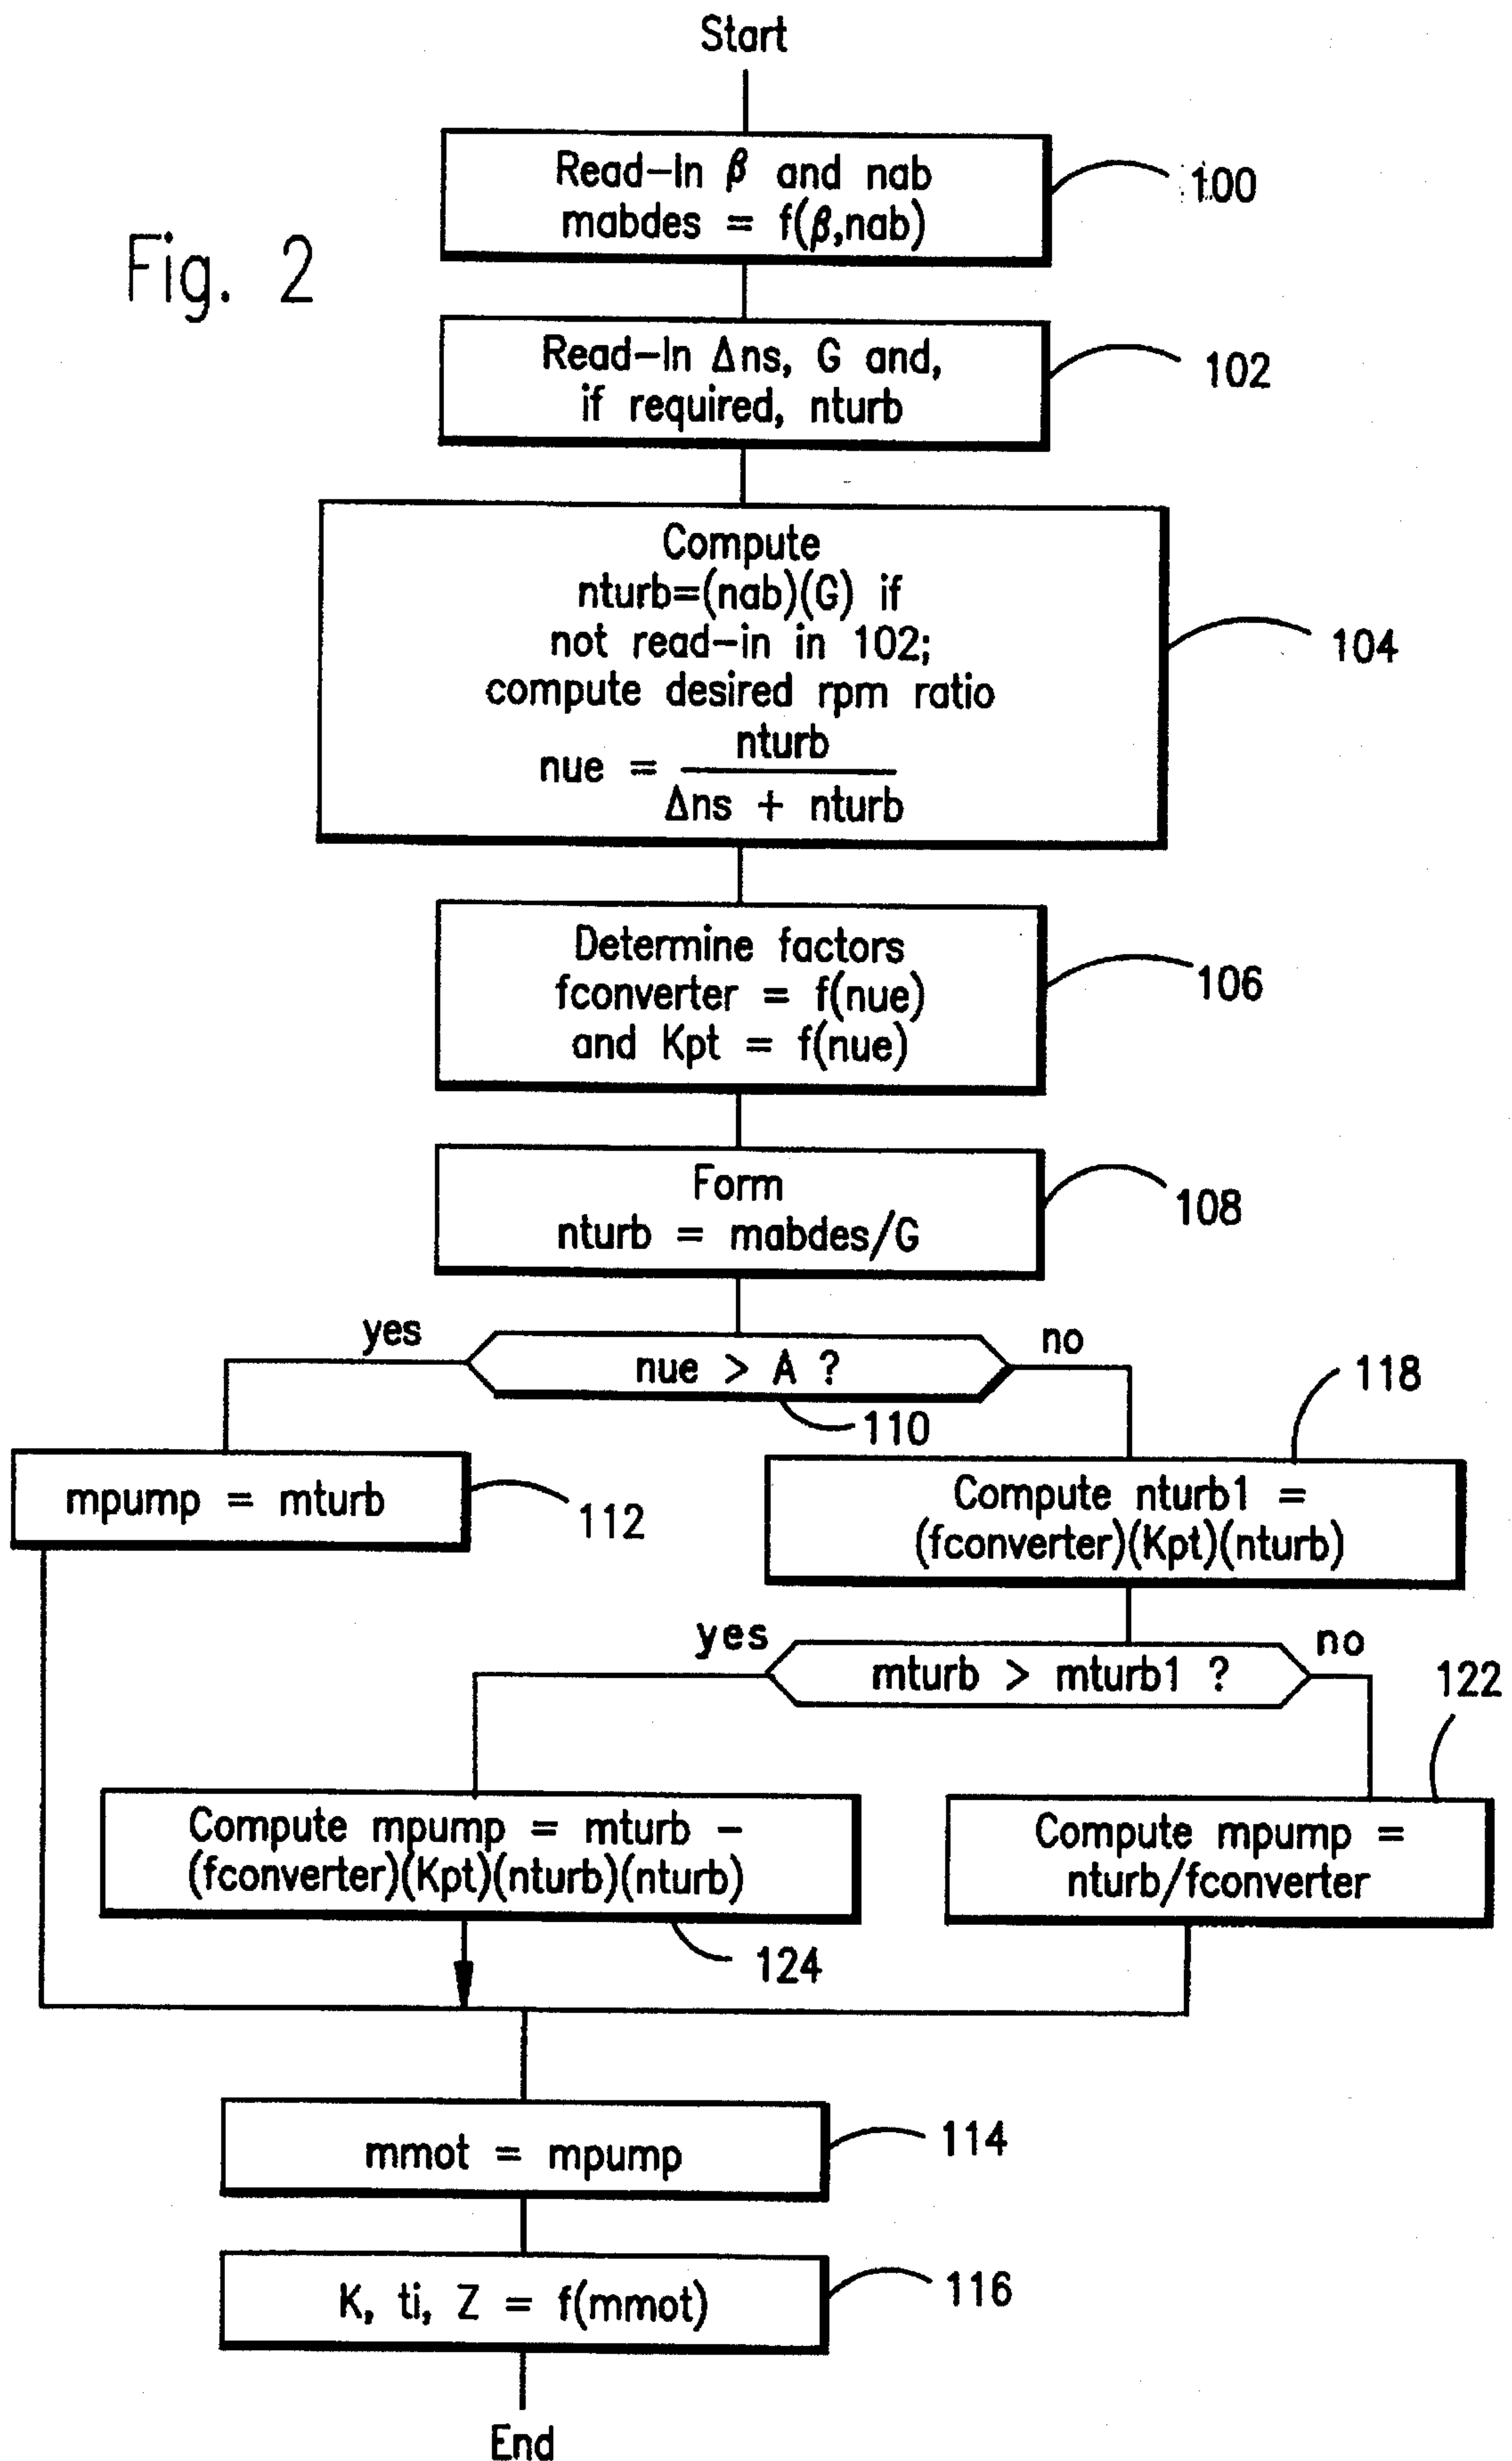 Start
Read-In β and nab
mabdes = f(β,nab)
100
Fig. 2
Read-In Δns, G and,
if required, nturb
102
Compute
nturb=(nab)(G) if
not read-in in 102;
compute desired rpm ratio
nue = nturb
Δns + nturb
104
Determine factors
fconverter = f(nue)
and Kpt = f(nue)
106
Form
nturb = mabdes/G
108
yes
nue > A ?
no
110
118
mpump = mturb
112
Compute nturb1 =
(fconverter)(Kpt)(nturb)
yes
mturb > mturb1 ?
no
122
Compute mpump = mturb -
(fconverter)(Kpt)(nturb)(nturb)
124
Compute mpump =
nturb/fconverter
mmot = mpump
114
K, ti, Z = f(mmot)
116
End